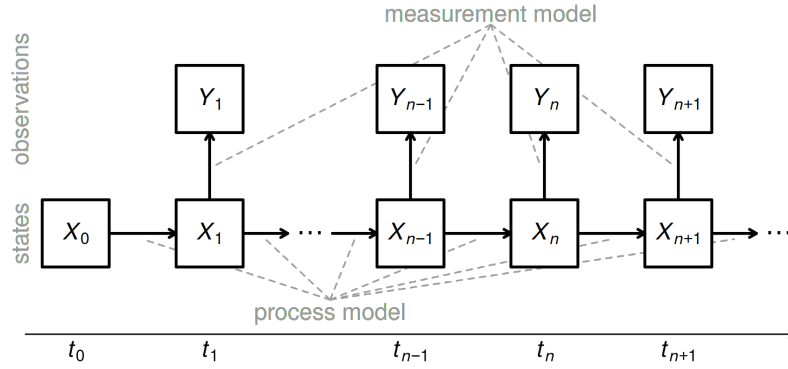 measurement model
observations
Y₁ Yₙ₋₁ Yₙ Yₙ₊₁
states
X₀ X₁ ⋯ Xₙ₋₁ Xₙ Xₙ₊₁ ⋯
process model
t₀ t₁ tₙ₋₁ tₙ tₙ₊₁